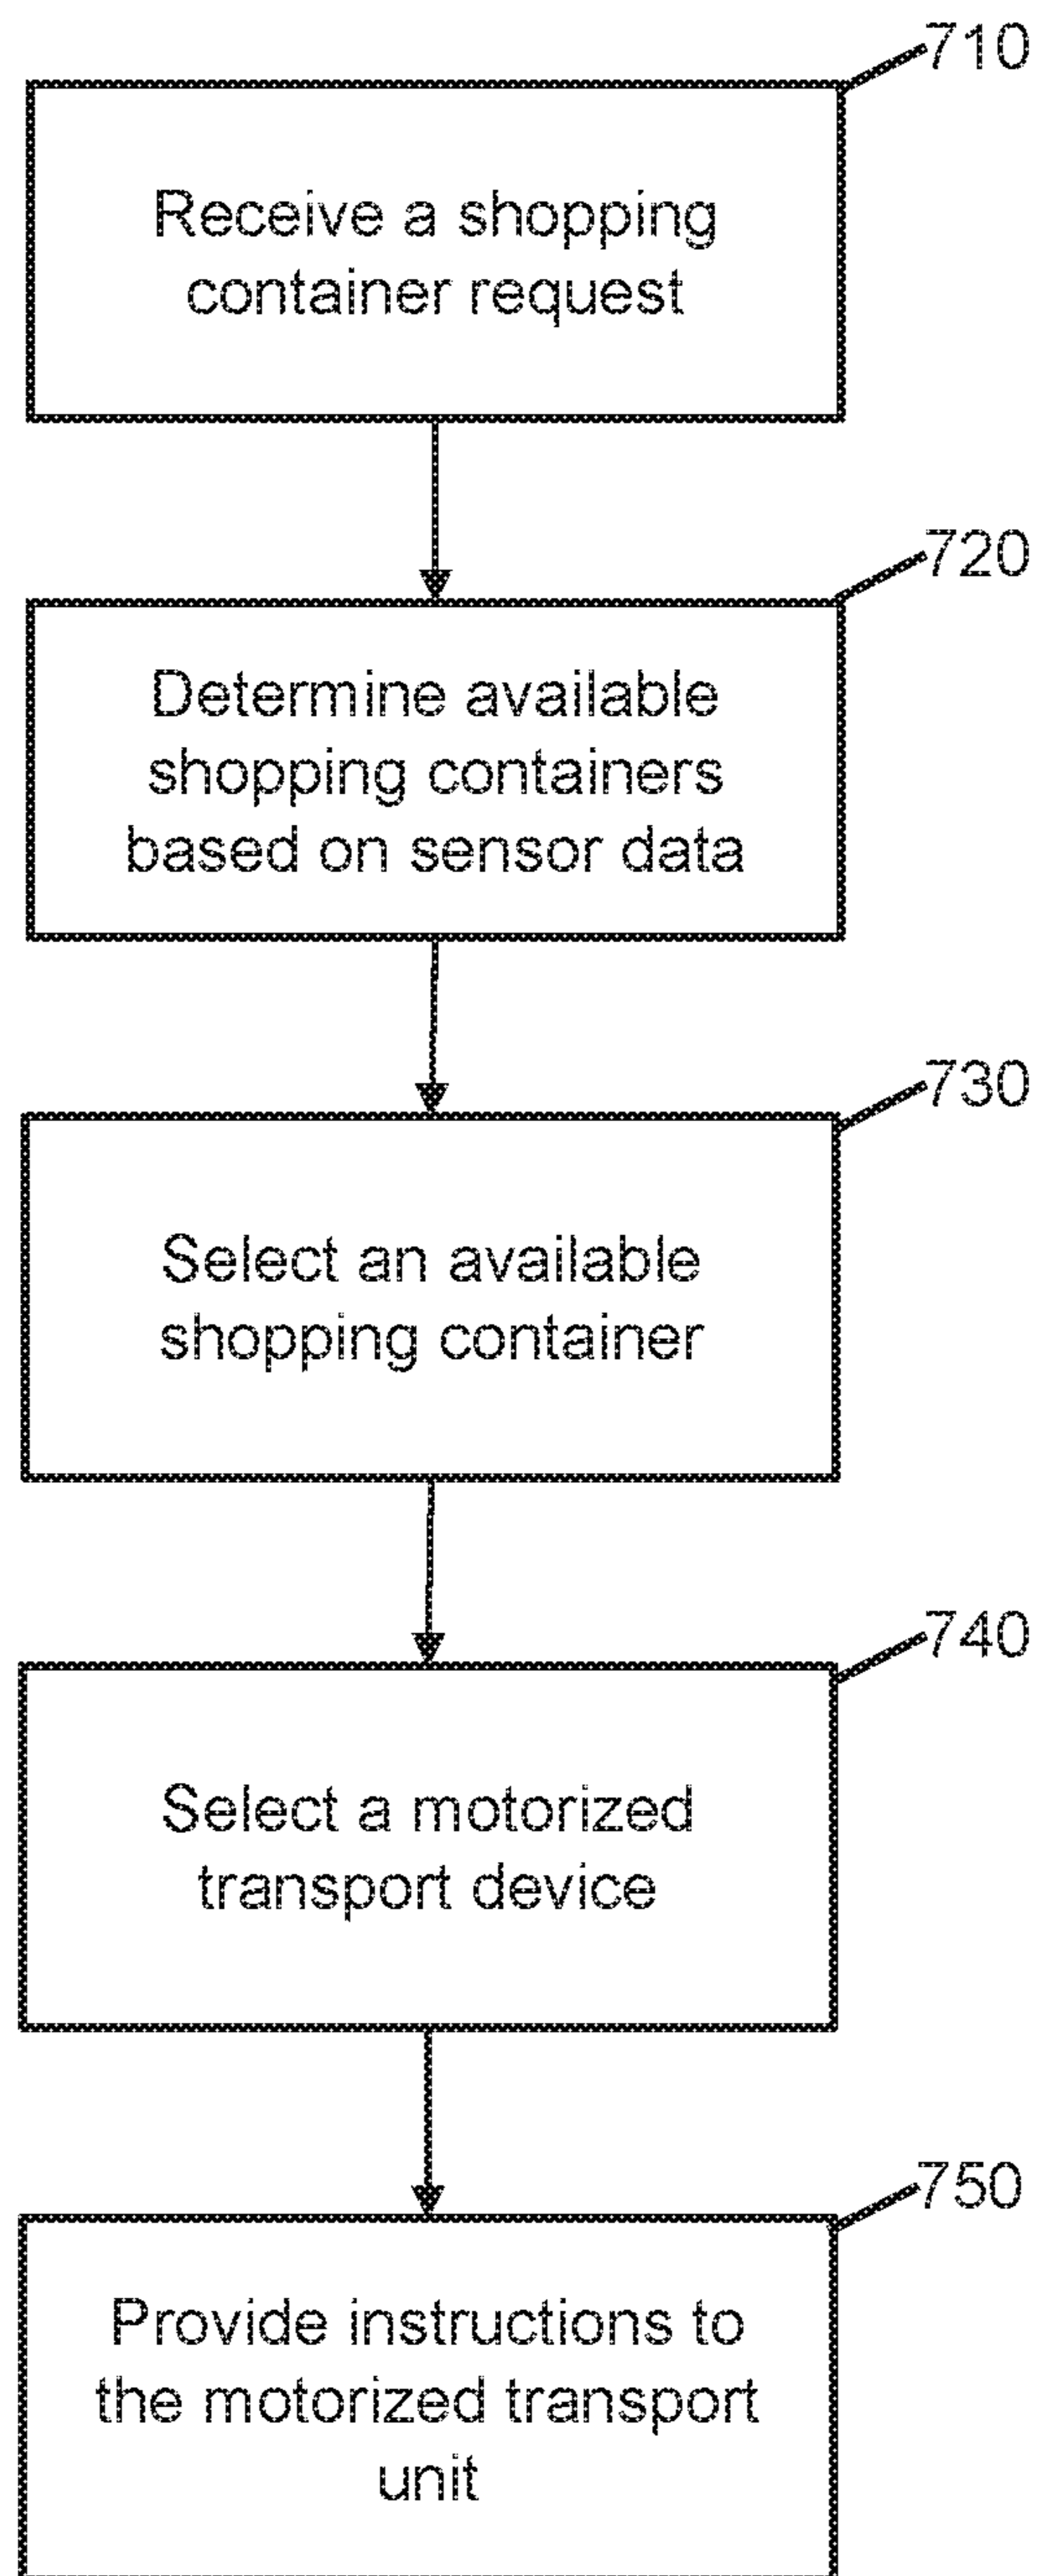 710
Receive a shopping
container request
720
Determine available
shopping containers
based on sensor data
730
Select an available
shopping container
740
Select a motorized
transport device
750
Provide instructions to
the motorized transport
unit